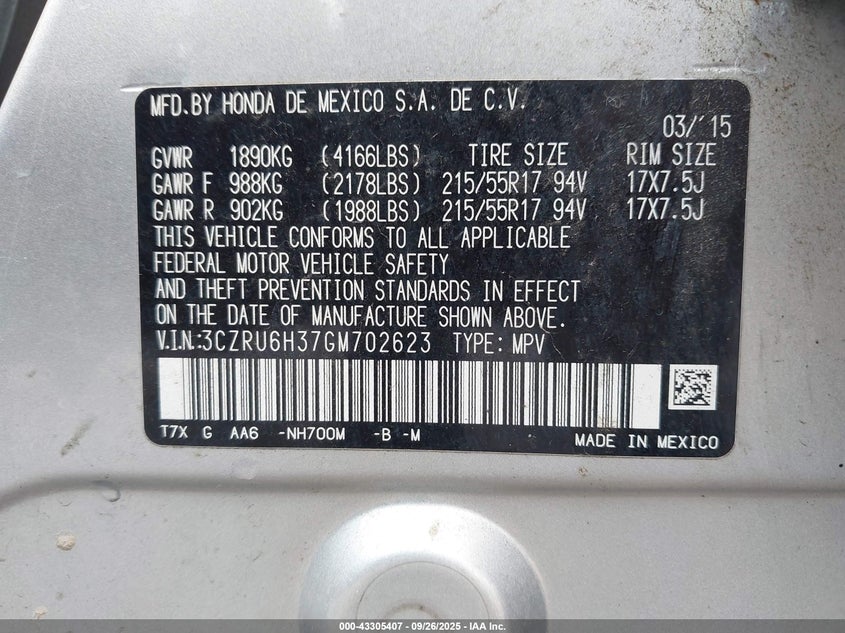 MFD.BY HONDA DE MEXICO S.A. DE C.V.
03/´15
GVWR 1890KG (4166LBS) TIRE SIZE RIM SIZE
GAWR F 988KG (2178LBS) 215/55R17 94V 17X7.5J
GAWR R 902KG (1988LBS) 215/55R17 94V 17X7.5J
THIS VEHICLE CONFORMS TO ALL APPLICABLE
FEDERAL MOTOR VEHICLE SAFETY
AND THEFT PREVENTION STANDARDS IN EFFECT
ON THE DATE OF MANUFACTURE SHOWN ABOVE.
V.I.N.:3CZRU6H37GM702623 TYPE: MPV
T7X G AA6 -NH700M -B -M
MADE IN MEXICO
000-43305407 - 09/26/2025 - IAA Inc.